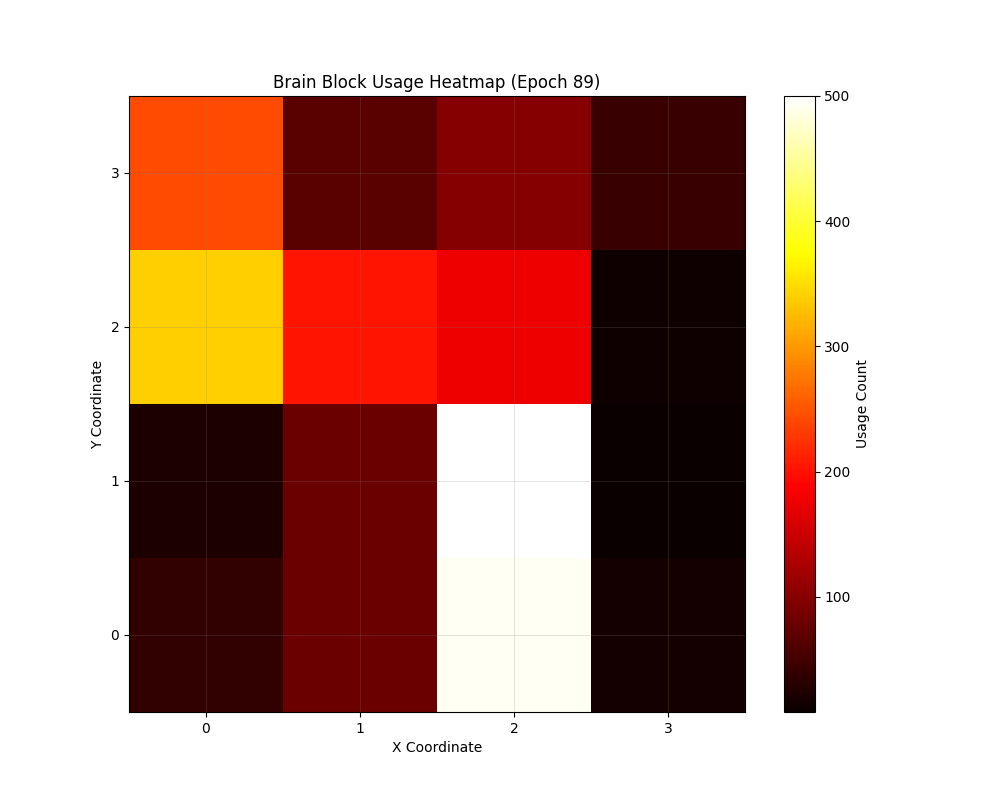 Brain Block Usage Heatmap (Epoch 89)
500
400
300
200
100
Usage Count
3
2
1
0
Y Coordinate
0 1 2 3
X Coordinate